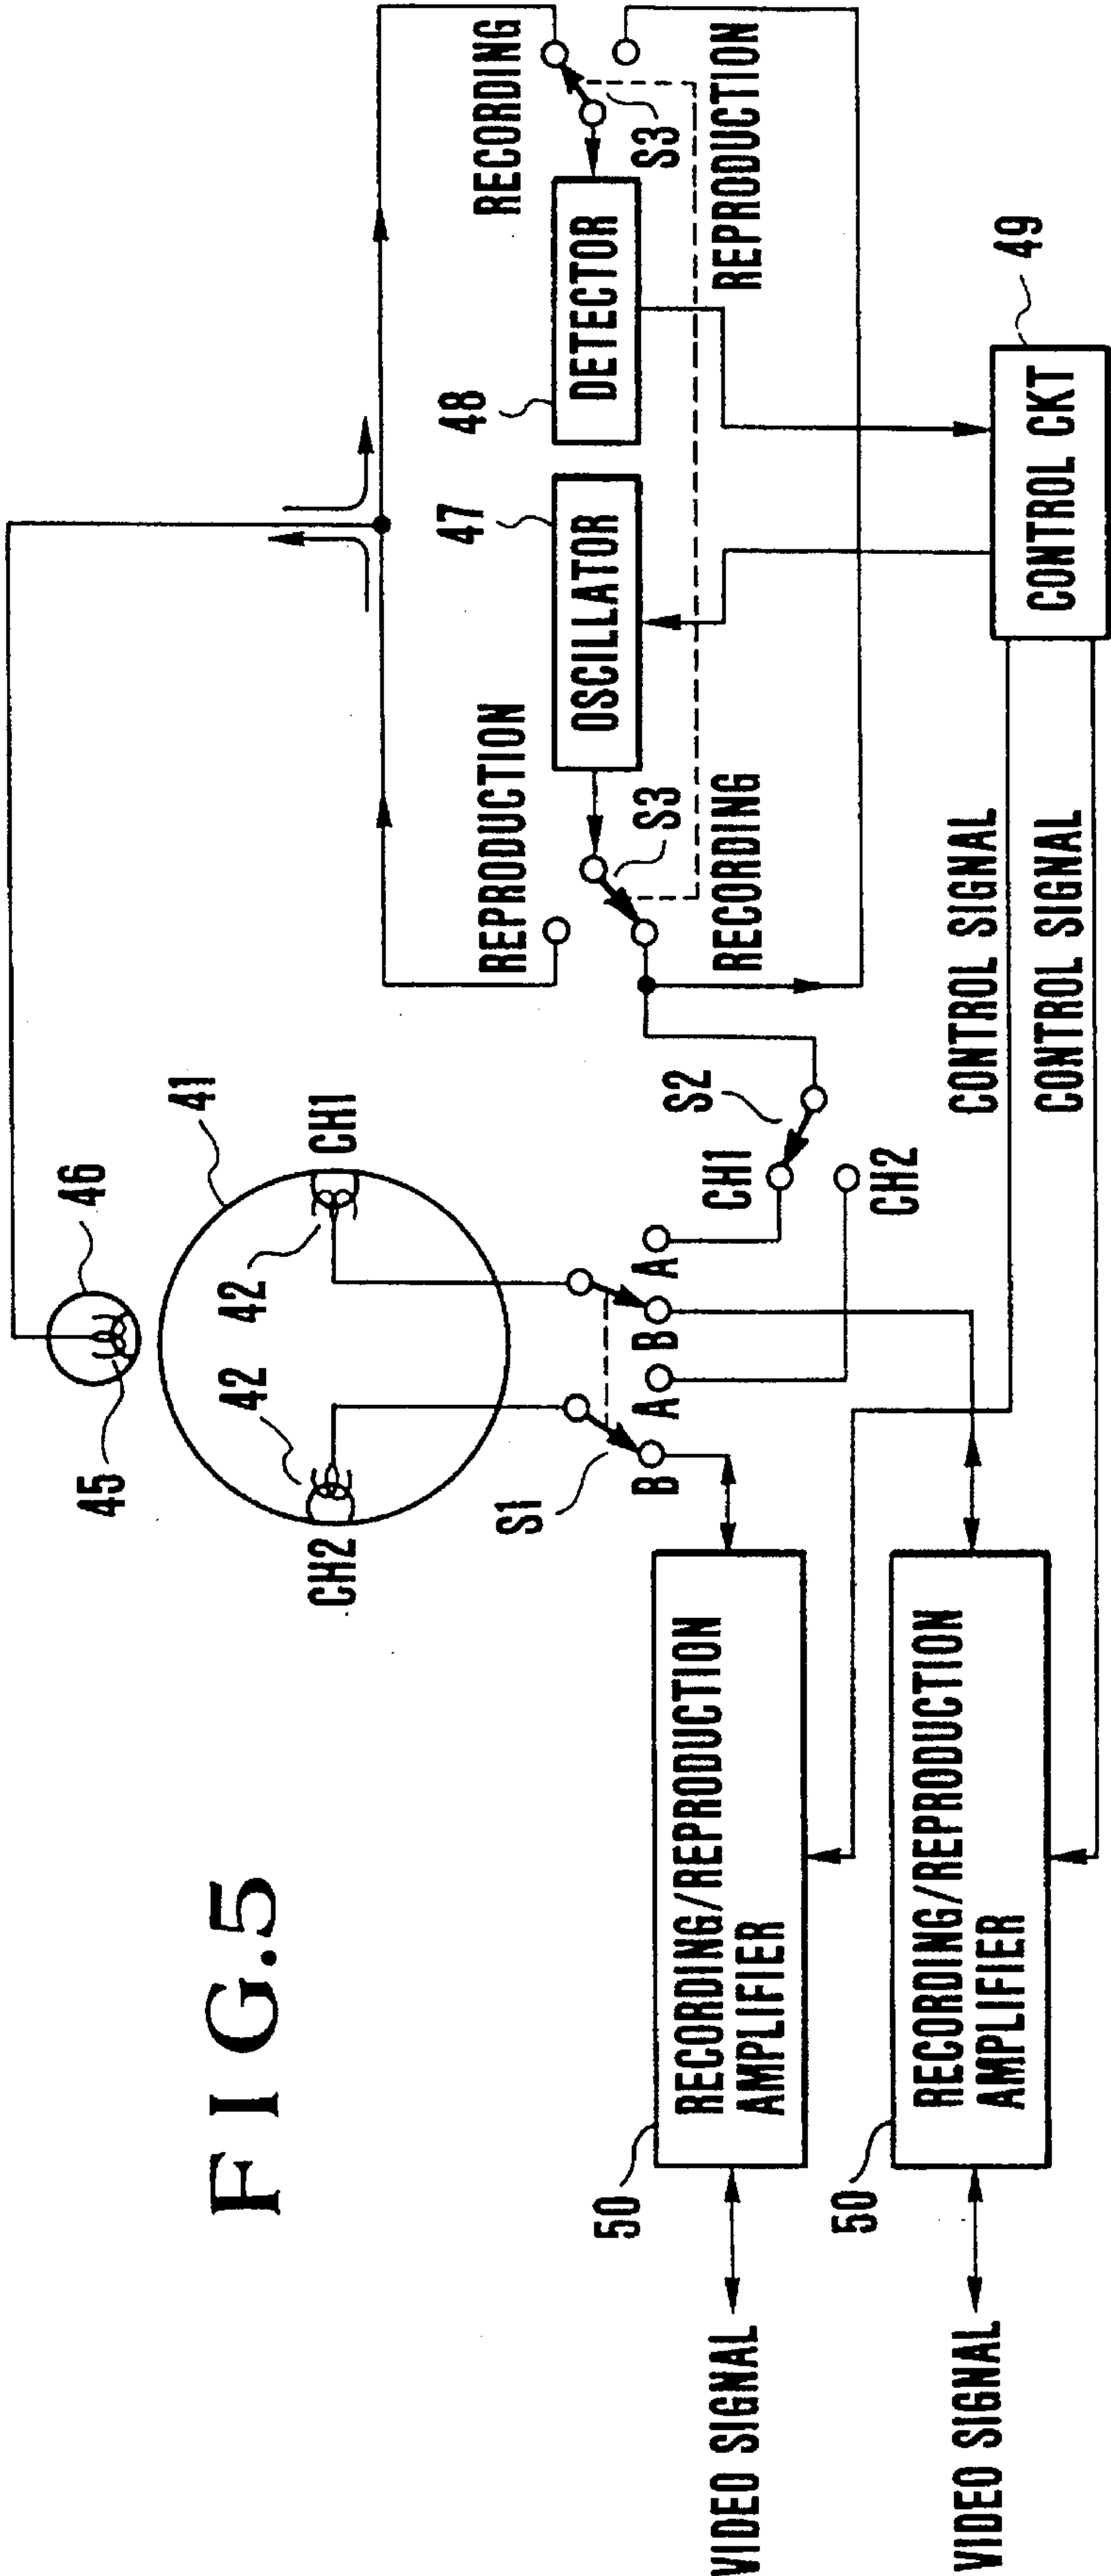 FIG.5
46
45
41
42
42
CH2
CH1
S1
B
A
B
A
S2
CH1
CH2
REPRODUCTION
RECORDING
47
48
OSCILLATOR
DETECTOR
S3
S3
RECORDING
REPRODUCTION
49
CONTROL CKT
CONTROL SIGNAL
CONTROL SIGNAL
50
RECORDING/REPRODUCTION
AMPLIFIER
50
RECORDING/REPRODUCTION
AMPLIFIER
VIDEO SIGNAL
VIDEO SIGNAL